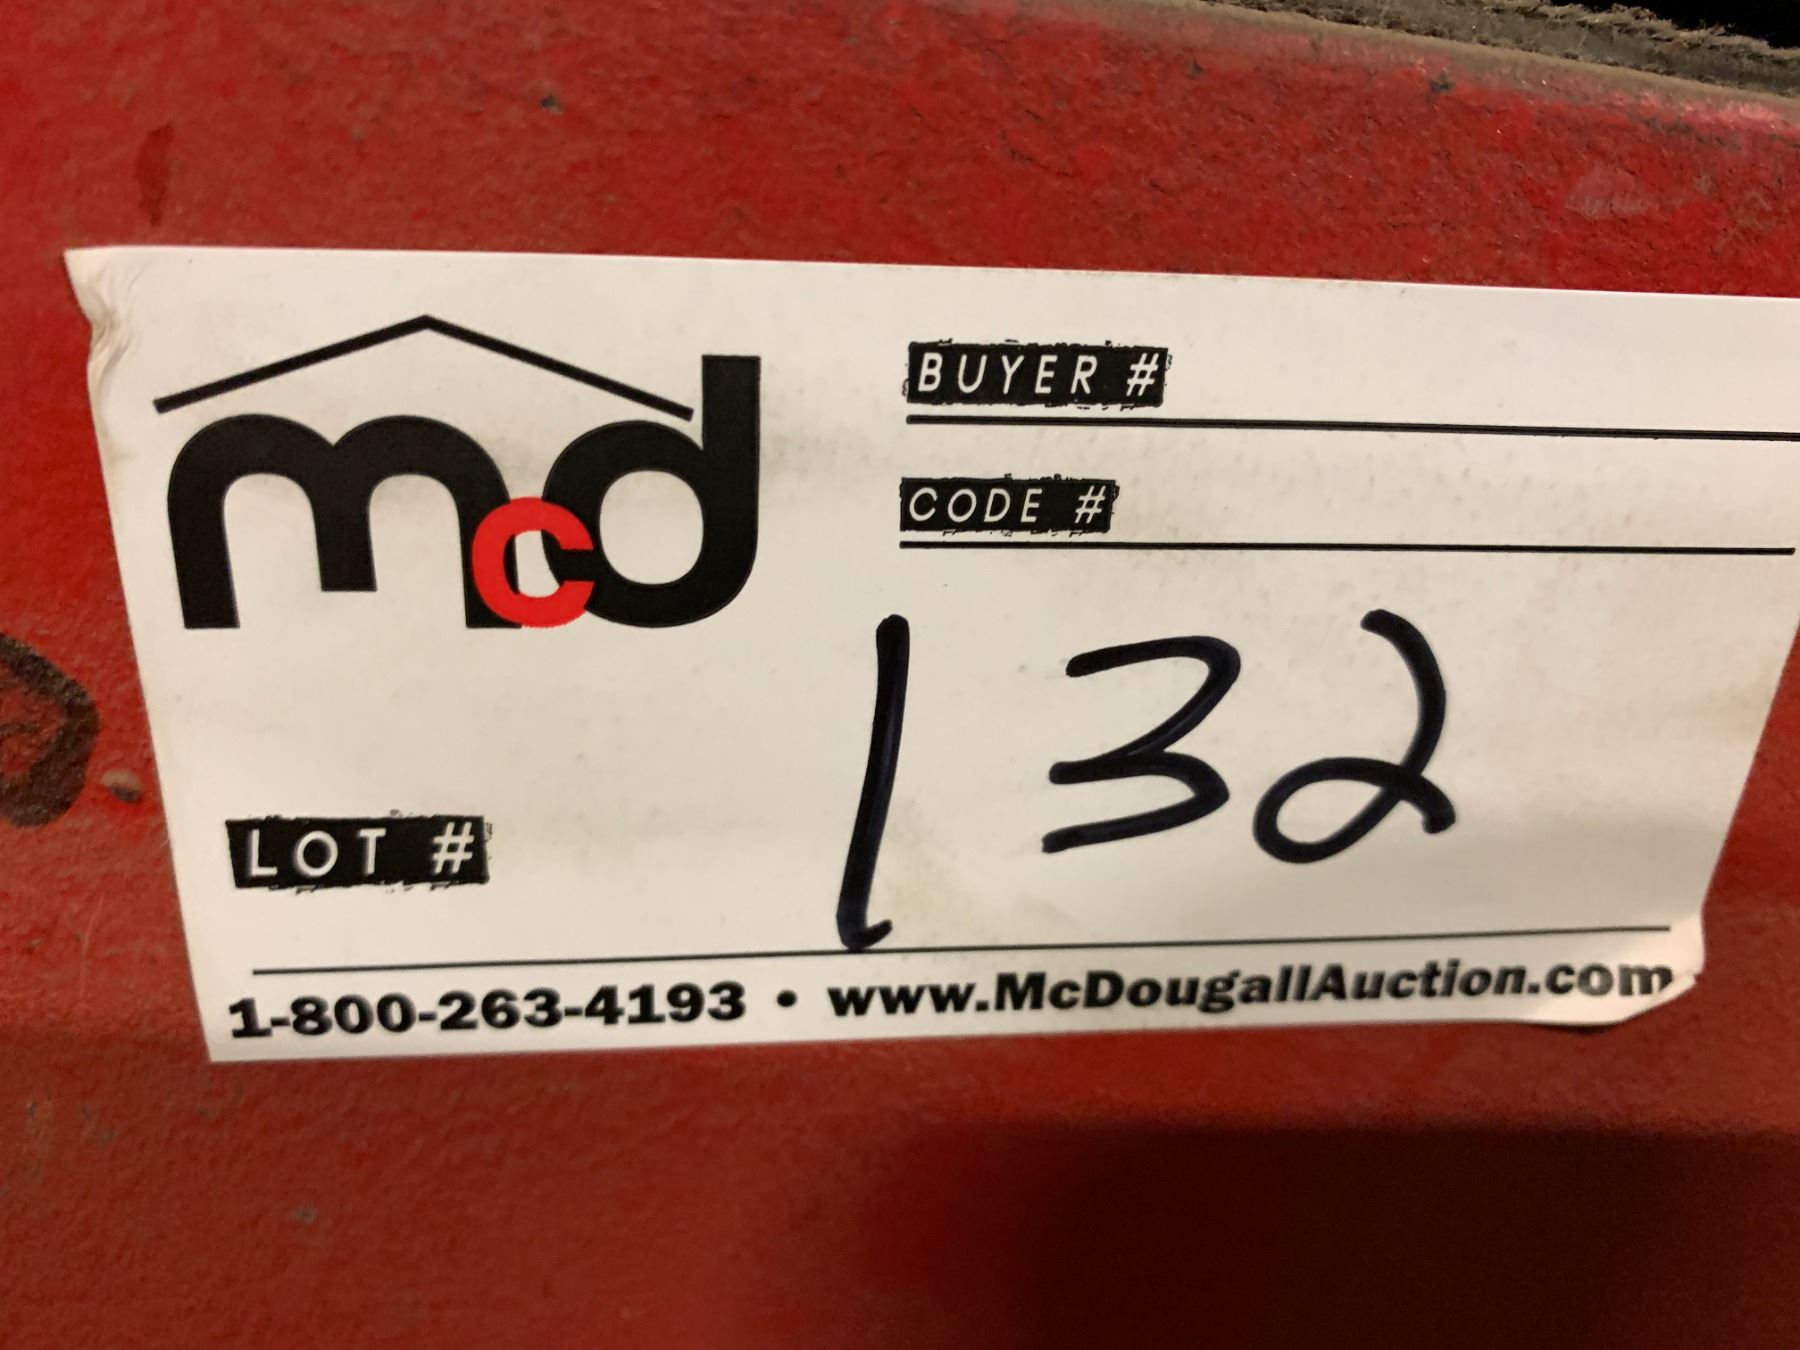 McD
BUYER #
CODE #
132
LOT #
1-800-263-4193 • www.McDougallAuction.com